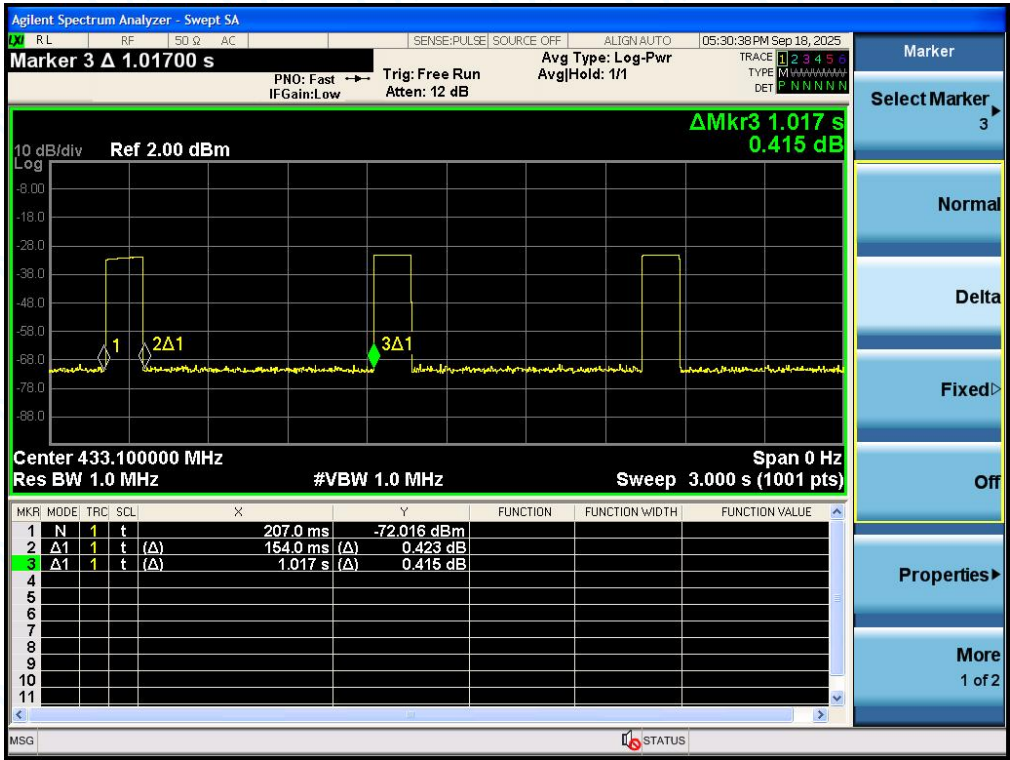 Agilent Spectrum Analyzer - Swept SA
LXI RL RF 50 Ω AC SENSE:PULSE SOURCE OFF ALIGN AUTO 05:30:38 PM Sep 18, 2025
Marker 3 Δ 1.01700 s
PNO: Fast
IFGain:Low
Trig: Free Run
Atten: 12 dB
Avg Type: Log-Pwr
Avg|Hold: 1/1
TRACE 1 2 3 4 5 6
TYPE M
DET P N N N N N
ΔMkr3 1.017 s
0.415 dB
10 dB/div Ref 2.00 dBm
Log
-8.00
-18.0
-28.0
-38.0
-48.0
-58.0
1 2Δ1 3Δ1
-68.0
-78.0
-88.0
Center 433.100000 MHz Span 0 Hz
Res BW 1.0 MHz #VBW 1.0 MHz Sweep 3.000 s (1001 pts)
MKR MODE TRC SCL X Y FUNCTION FUNCTION WIDTH FUNCTION VALUE
1 N 1 t 207.0 ms -72.016 dBm
2 Δ1 1 t (Δ) 154.0 ms (Δ) 0.423 dB
3 Δ1 1 t (Δ) 1.017 s (Δ) 0.415 dB
4
5
6
7
8
9
10
11
MSG STATUS
Marker
Select Marker
3
Normal
Delta
Fixed
Off
Properties
More
1 of 2